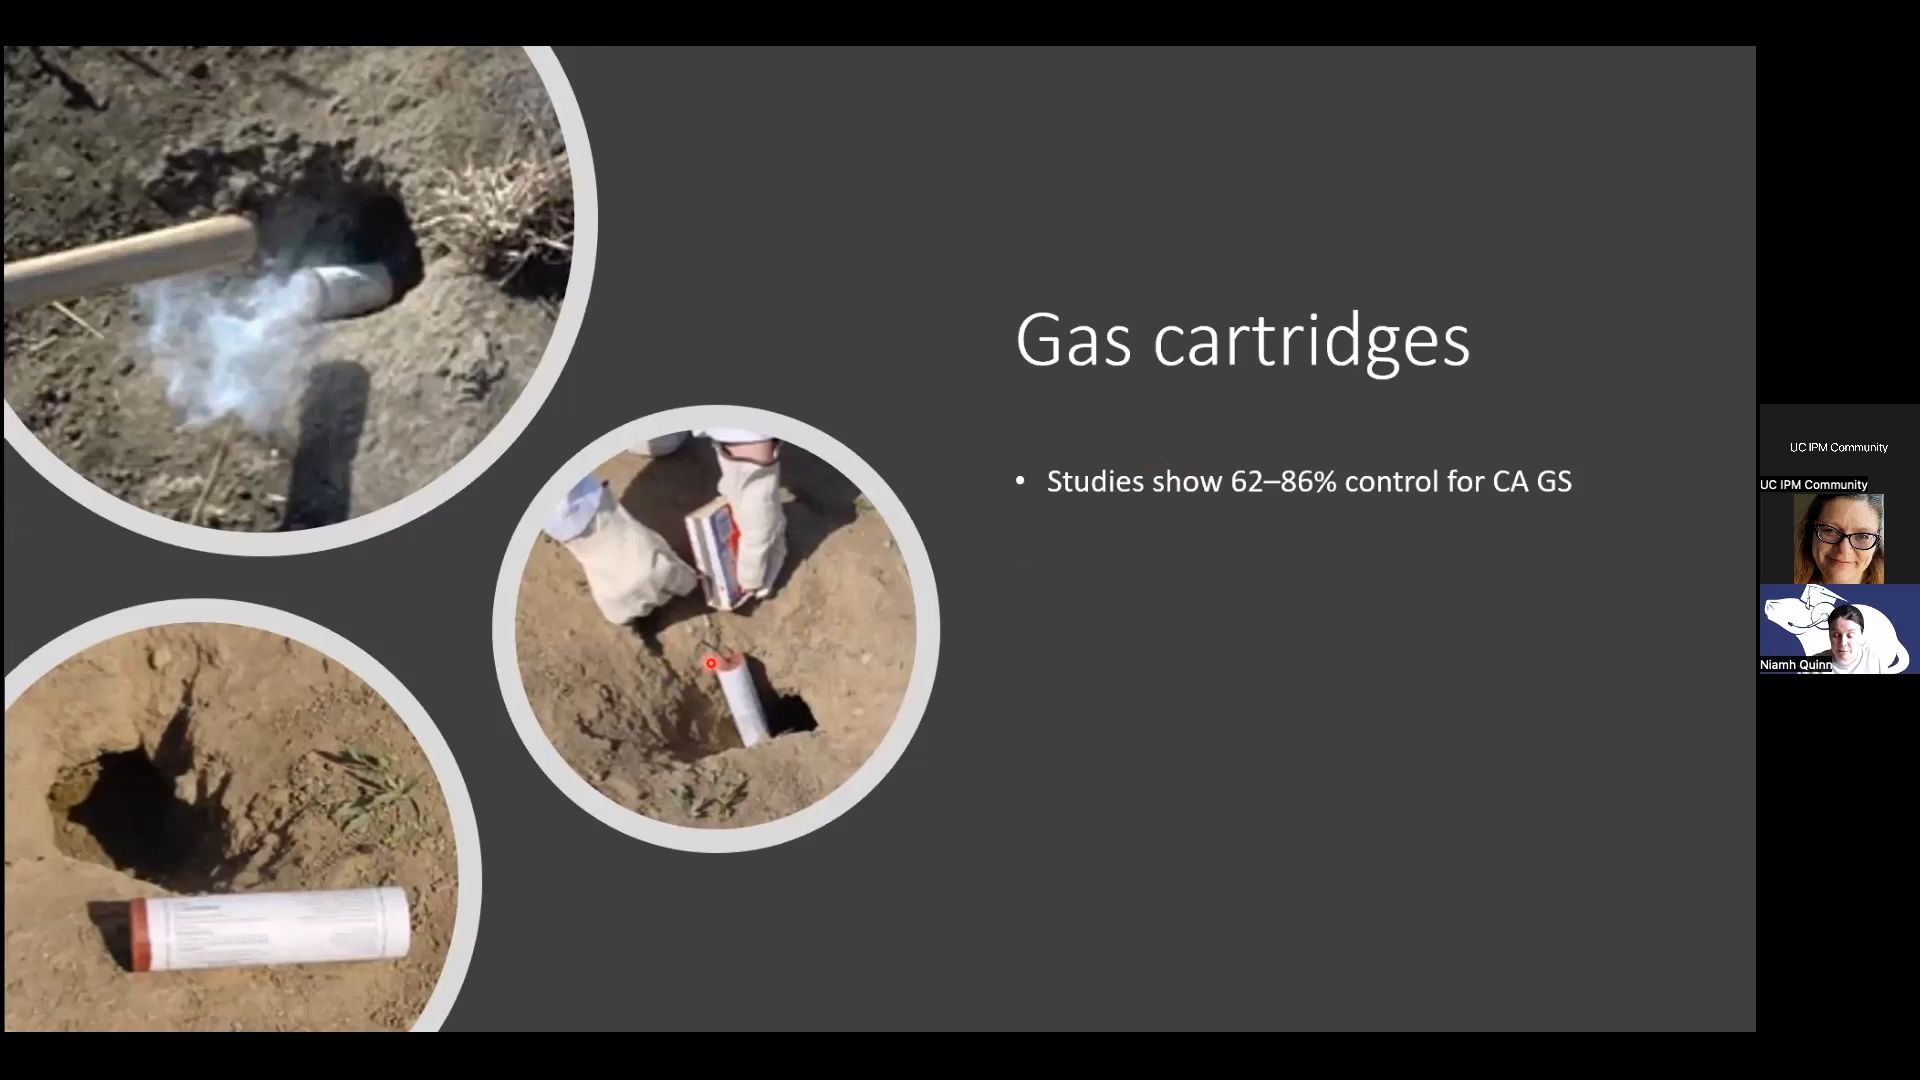 Gas cartridges
• Studies show 62–86% control for CA GS
UC IPM Community
UC IPM Community
Niamh Quinn